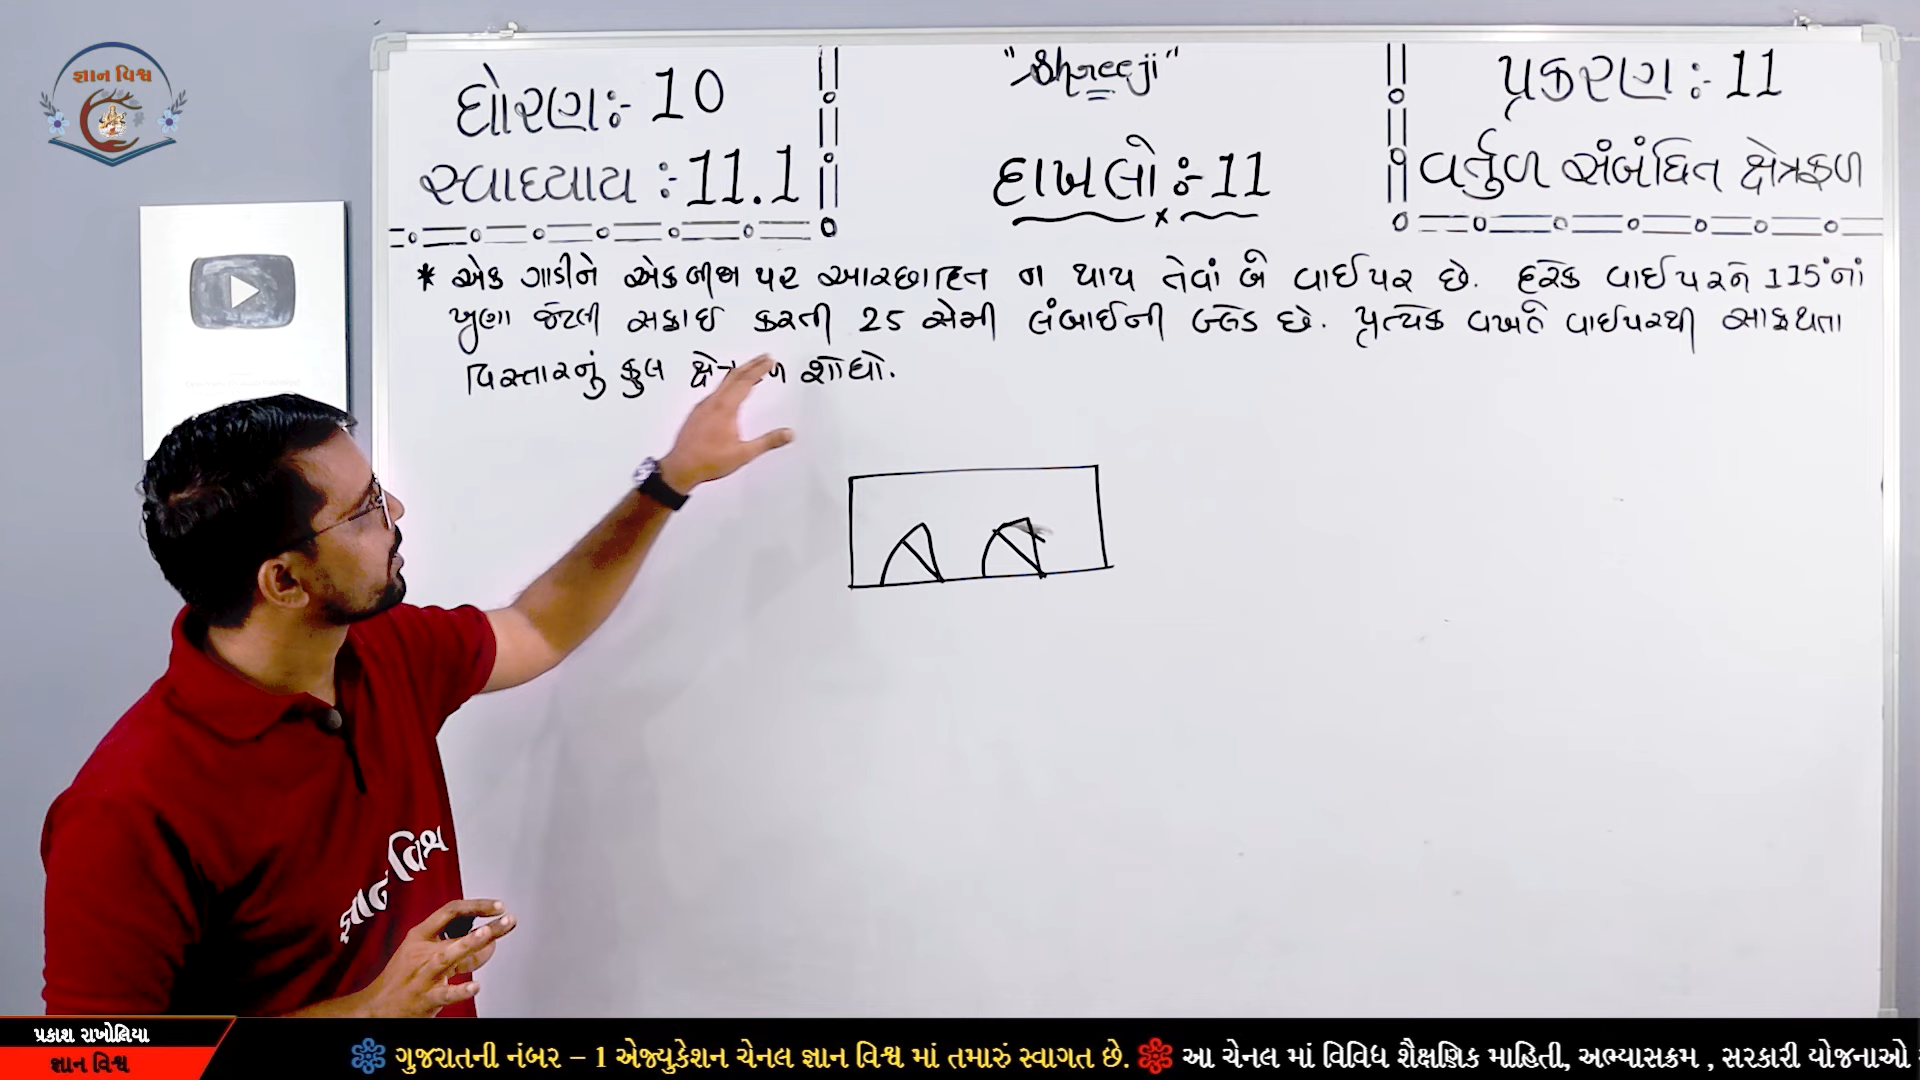 જ્ઞાન વિશ્વ
ધોરણ:- 10
સ્વાધ્યાય :- 11.1
"Shreeji"
દાખલો :- 11
પ્રકરણ :- 11
વર્તુળ સંબંધિત ક્ષેત્રફળ
* એક ગાડીને એકબીજા પર આચ્છાદિત ન થાય તેવાં બે વાઈપર છે. દરેક વાઈપરને 115°નાં
ખુણા જેટલી સફાઈ કરતી 25 સેમી લંબાઈની બ્લેડ છે. પ્રત્યેક વખતે વાઈપરથી સાફ થતા
વિસ્તારનું કુલ શોધો.
જ્ઞાન વિશ્વ
પ્રકાશ રાખોલિયા
જ્ઞાન વિશ્વ
ગુજરાતની નંબર – 1 એજ્યુકેશન ચેનલ જ્ઞાન વિશ્વ માં તમારું સ્વાગત છે. આ ચેનલ માં વિવિધ શૈક્ષણિક માહિતી, અભ્યાસક્રમ , સરકારી યોજનાઓ